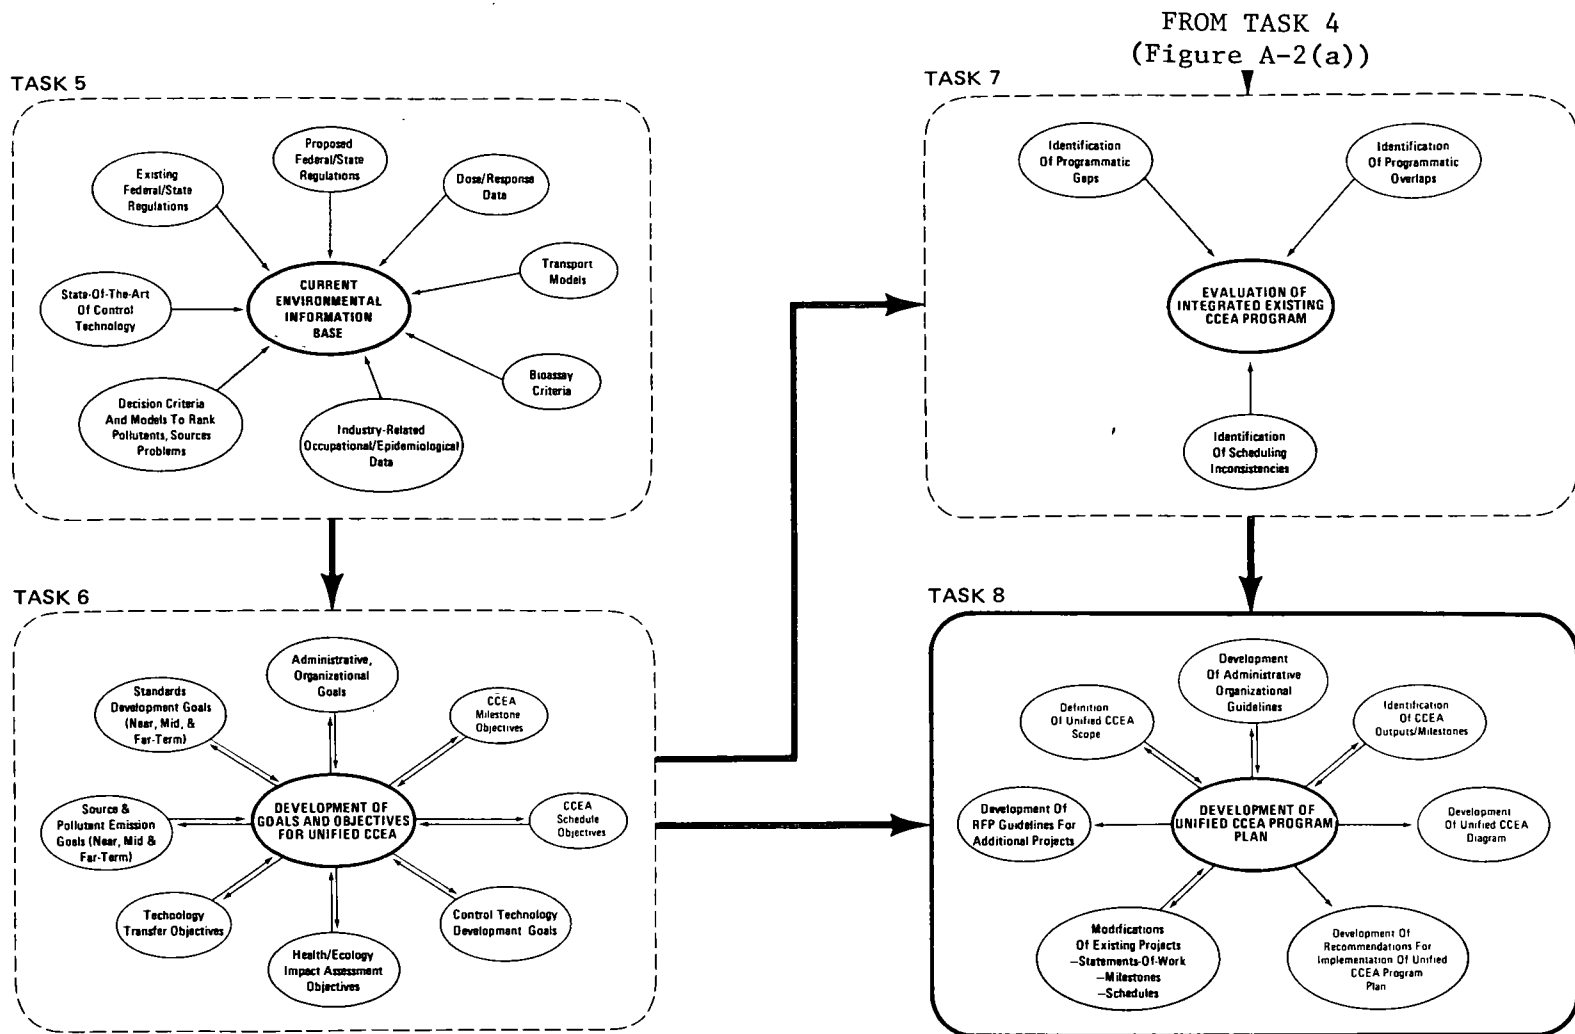 FROM TASK 4
(Figure A-2(a))
TASK 5
Proposed
Federal/State
Regulations
Existing
Federal/State
Regulations
Dose/Response
Data
Transport
Models
State-Of-The-Art
Of Control
Technology
CURRENT
ENVIRONMENTAL
INFORMATION
BASE
Bioassay
Criteria
Decision Criteria
And Models To Rank
Pollutants, Sources
Problems
Industry-Related
Occupational/Epidemiological
Data
TASK 7
Identification
Of Programmatic
Gaps
Identification
Of Programmatic
Overlaps
EVALUATION OF
INTEGRATED EXISTING
CCEA PROGRAM
Identification
Of Scheduling
Inconsistencies
TASK 6
Administrative,
Organizational
Goals
Standards
Development Goals
(Near, Mid, &
Far-Term)
CCEA
Milestone
Objectives
Source &
Pollutant Emission
Goals (Near, Mid &
Far-Term)
DEVELOPMENT OF
GOALS AND OBJECTIVES
FOR UNIFIED CCEA
CCEA
Schedule
Objectives
Technology
Transfer Objectives
Control Technology
Development Goals
Health/Ecology
Impact Assessment
Objectives
TASK 8
Development
Of Administrative
Organizational
Guidelines
Definition
Of Unified CCEA
Scope
Identification
Of CCEA
Outputs/Milestones
Development Of
RFP Guidelines For
Additional Projects
DEVELOPMENT OF
UNIFIED CCEA PROGRAM
PLAN
Development
Of Unified CCEA
Diagram
Modifications
Of Existing Projects
–Statements-Of-Work
–Milestones
–Schedules
Development Of
Recommendations For
Implementation Of Unified
CCEA Program
Plan